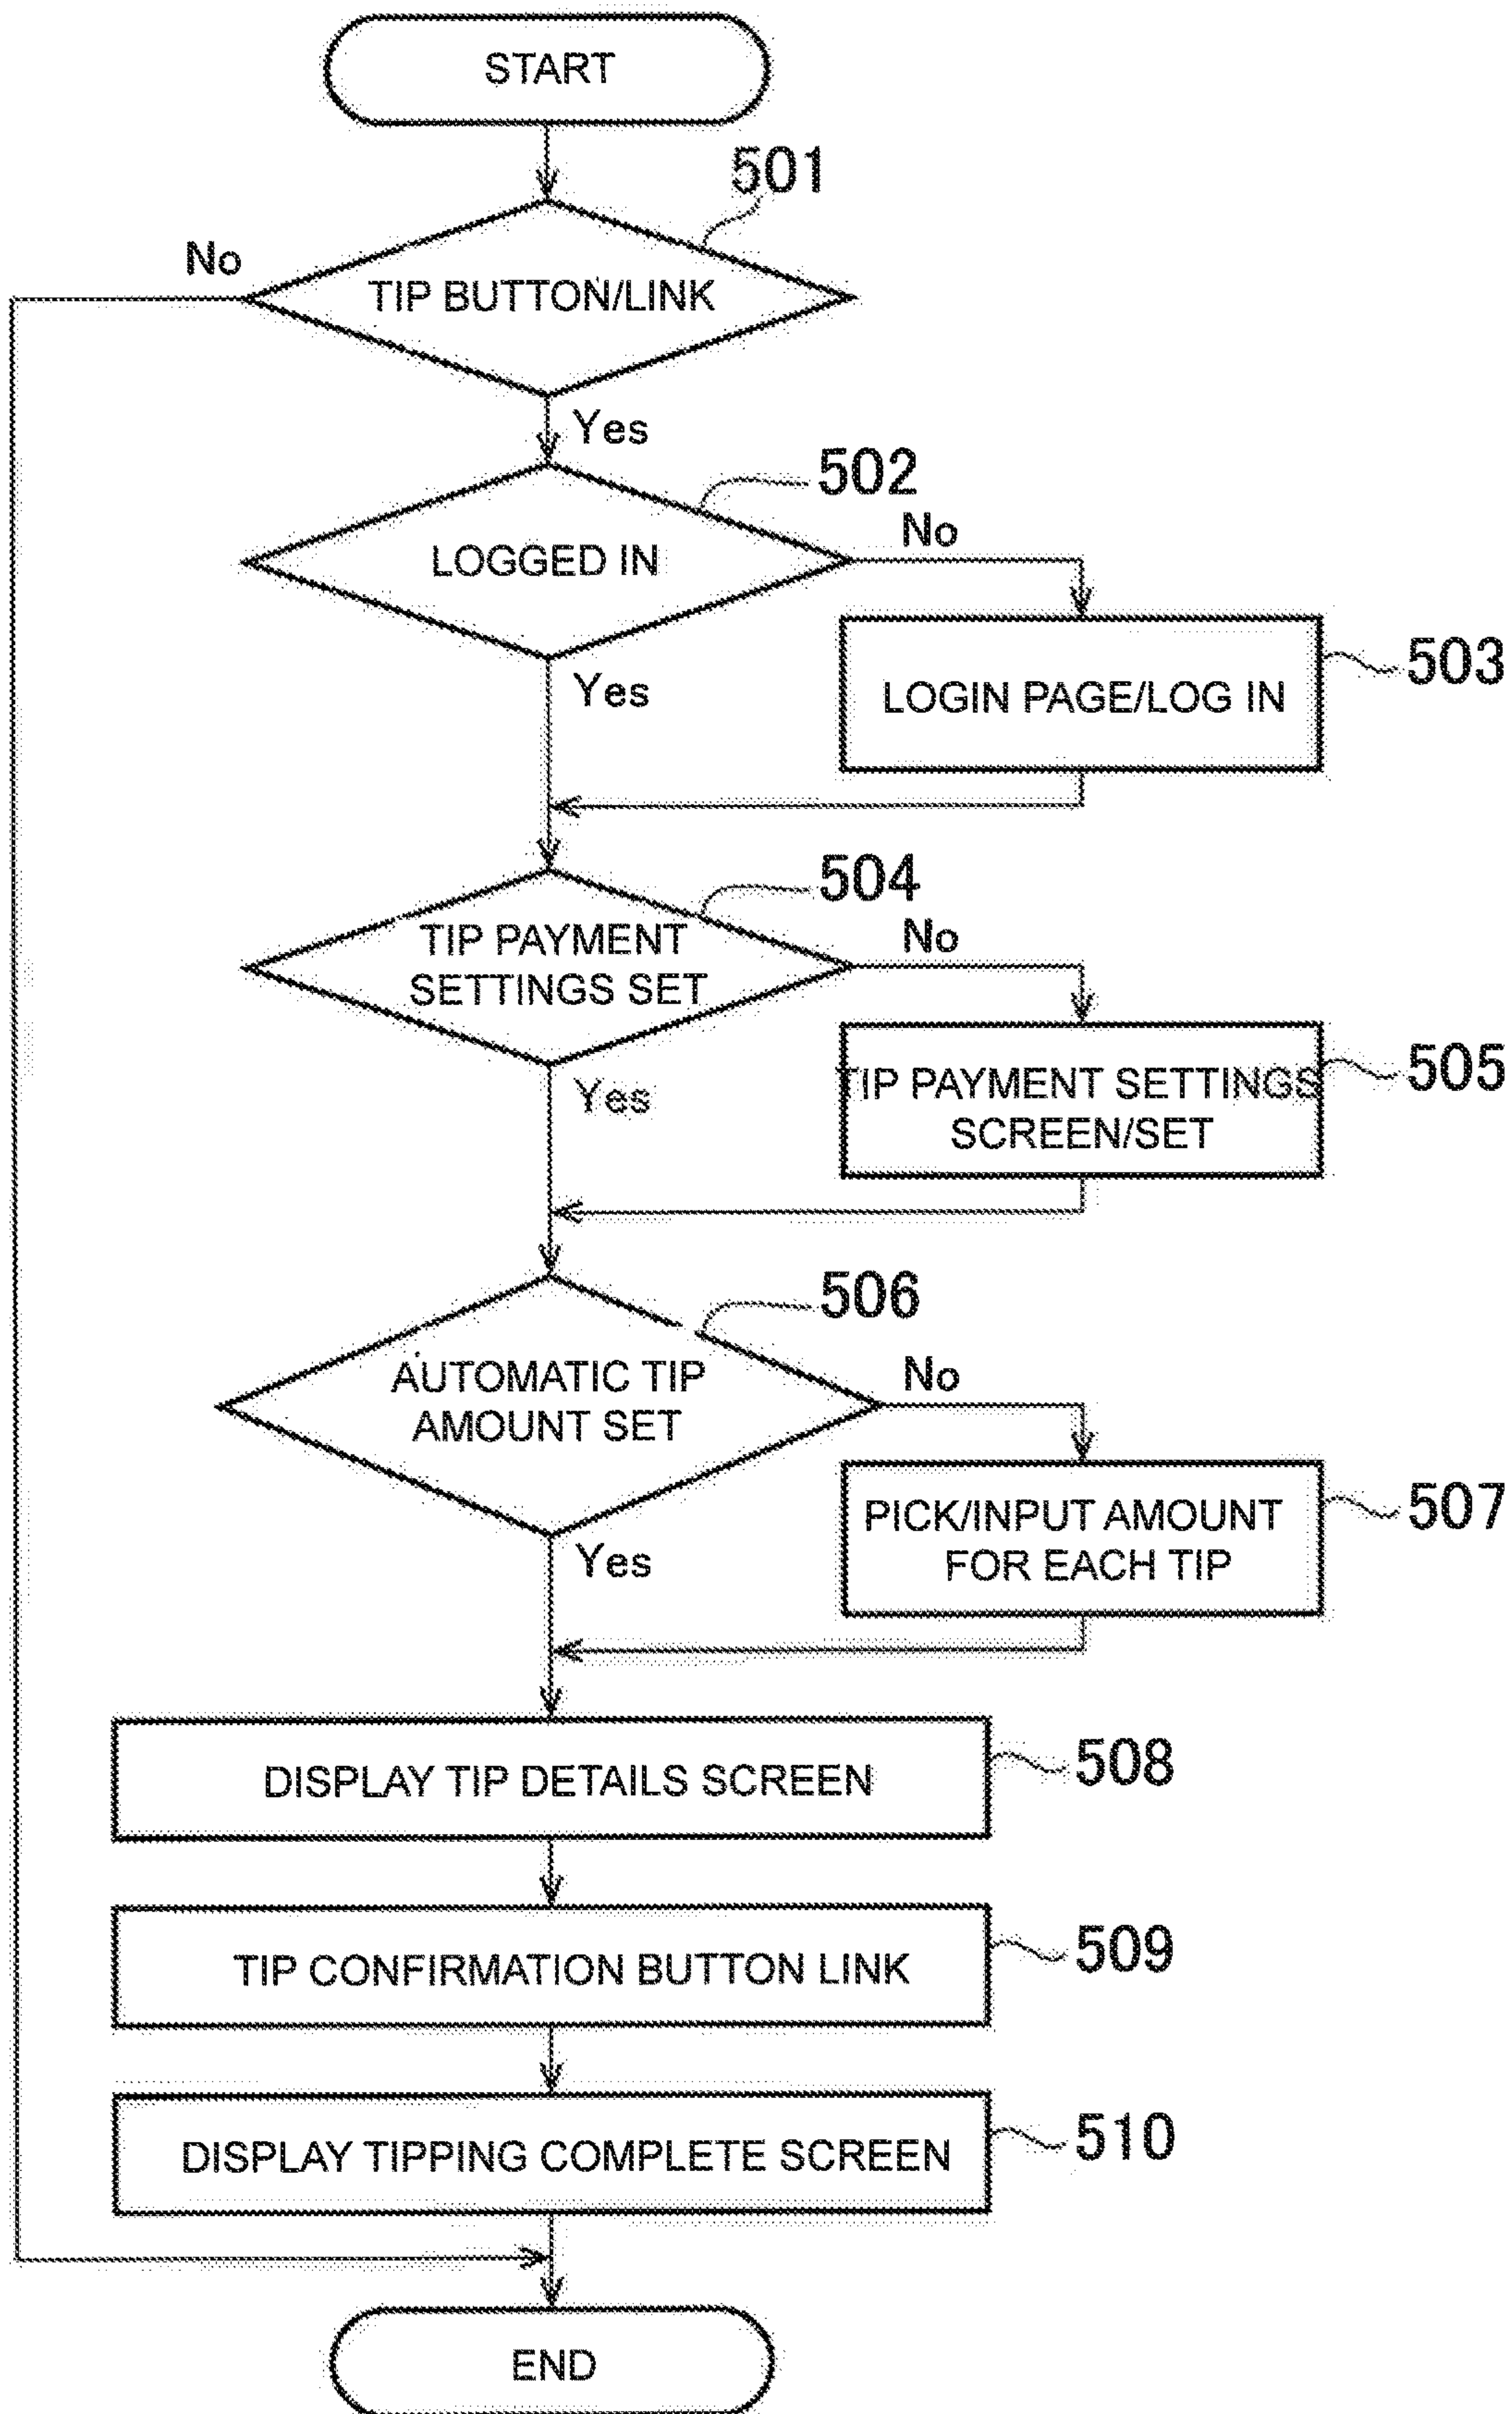 START
501
No
TIP BUTTON/LINK
Yes
502
No
LOGGED IN
503
LOGIN PAGE/LOG IN
Yes
504
No
TIP PAYMENT
SETTINGS SET
505
TIP PAYMENT SETTINGS
SCREEN/SET
Yes
506
No
AUTOMATIC TIP
AMOUNT SET
507
PICK/INPUT AMOUNT
FOR EACH TIP
Yes
508
DISPLAY TIP DETAILS SCREEN
509
TIP CONFIRMATION BUTTON LINK
510
DISPLAY TIPPING COMPLETE SCREEN
END